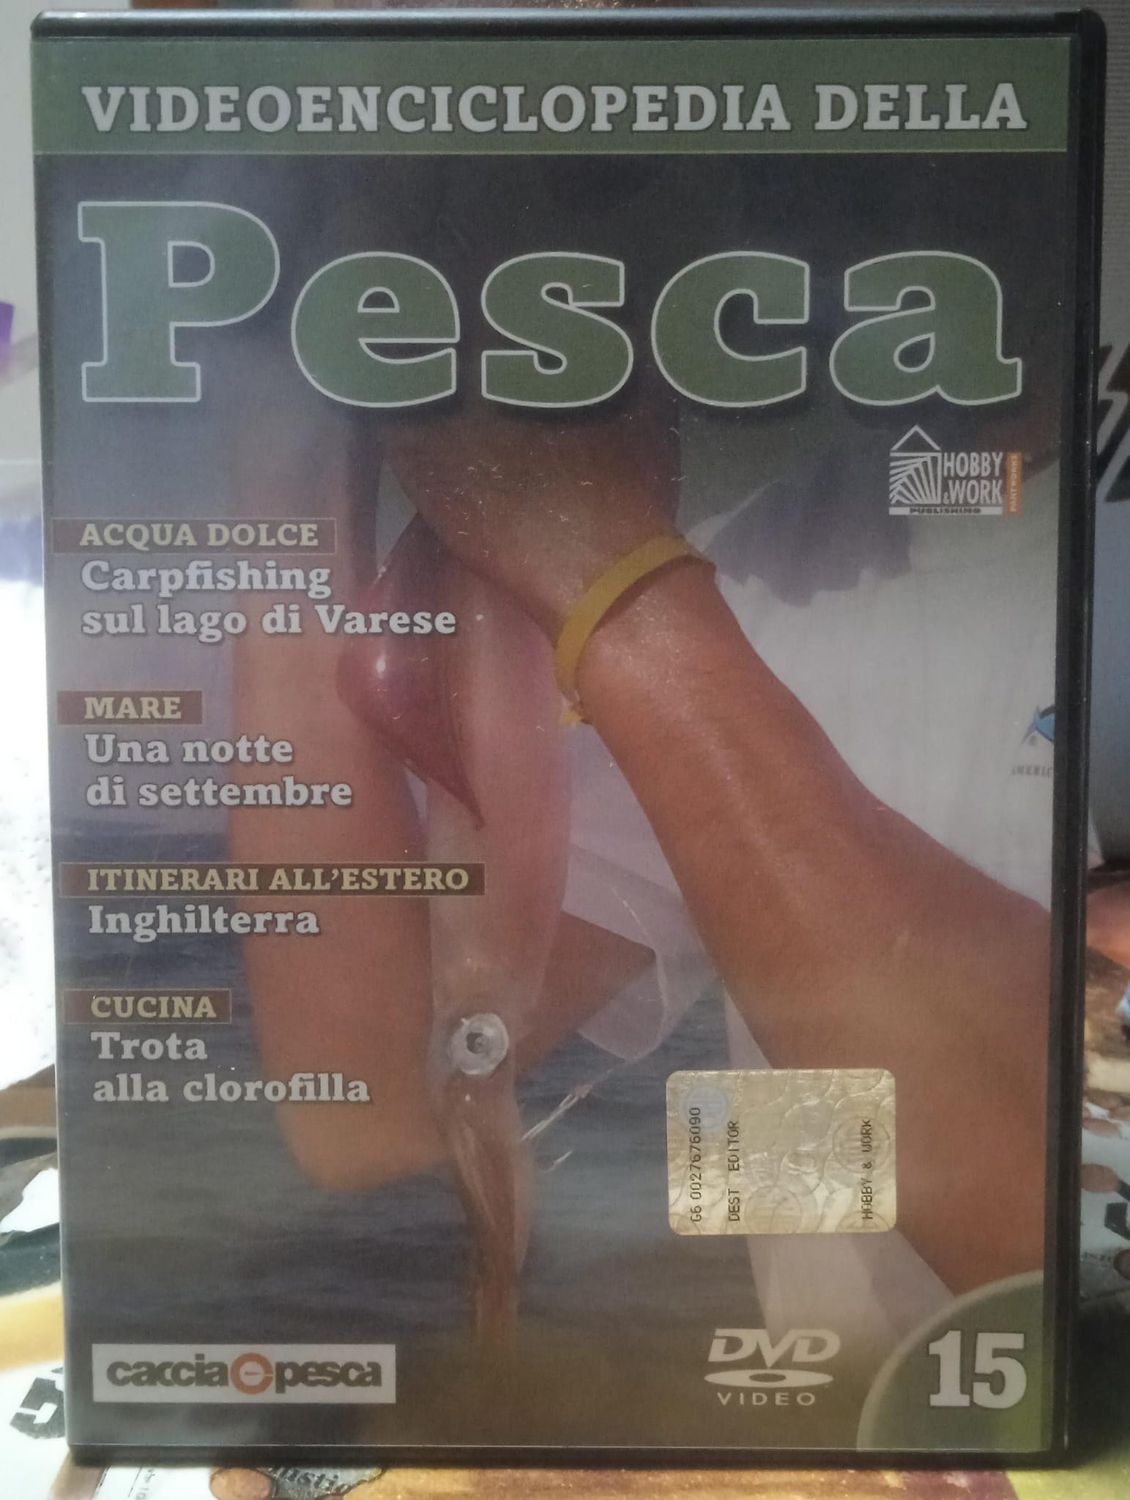 VIDEOENCICLOPEDIA DELLA
Pesca
HOBBY
& WORK
PUBLISHING
PARTWORKS
ACQUA DOLCE
Carpfishing
sul lago di Varese
MARE
Una notte
di settembre
ITINERARI ALL'ESTERO
Inghilterra
CUCINA
Trota
alla clorofilla
G6 0027676090
DEST EDITOR
HOBBY & WORK
caccia e pesca
DVD
VIDEO
15